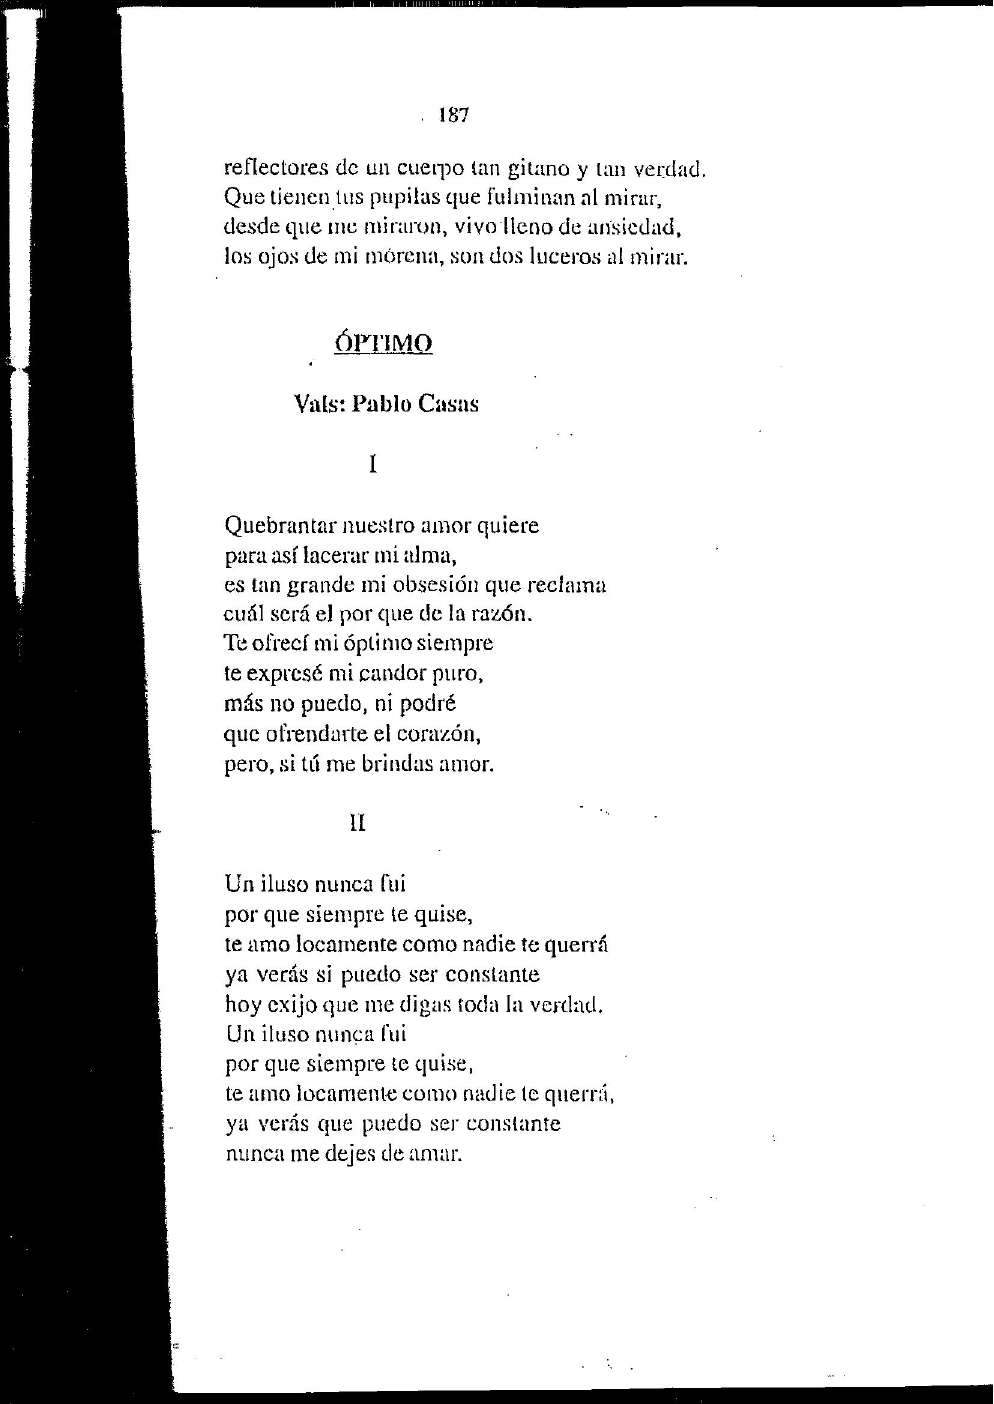 187
reflectores de un cuerpo tan gitano y tan verdad.
Que tienen tus pupilas que fulminan al mirar,
desde que me miraron, vivo lleno de ansiedad,
los ojos de mi morena, son dos luceros al mirar.
ÓPTIMO
Vals: Pablo Casas
I
Quebrantar nuestro amor quiere
para así lacerar mi alma,
es tan grande mi obsesión que reclama
cuál será el por que de la razón.
Te ofrecí mi óptimo siempre
te expresé mi candor puro,
más no puedo, ni podré
que ofrendarte el corazón,
pero, si tú me brindas amor.
II
Un iluso nunca fui
por que siempre te quise,
te amo locamente como nadie te querrá
ya verás si puedo ser constante
hoy exijo que me digas toda la verdad.
Un iluso nunca fui
por que siempre te quise,
te amo locamente como nadie te querrá,
ya verás que puedo ser constante
nunca me dejes de amar.